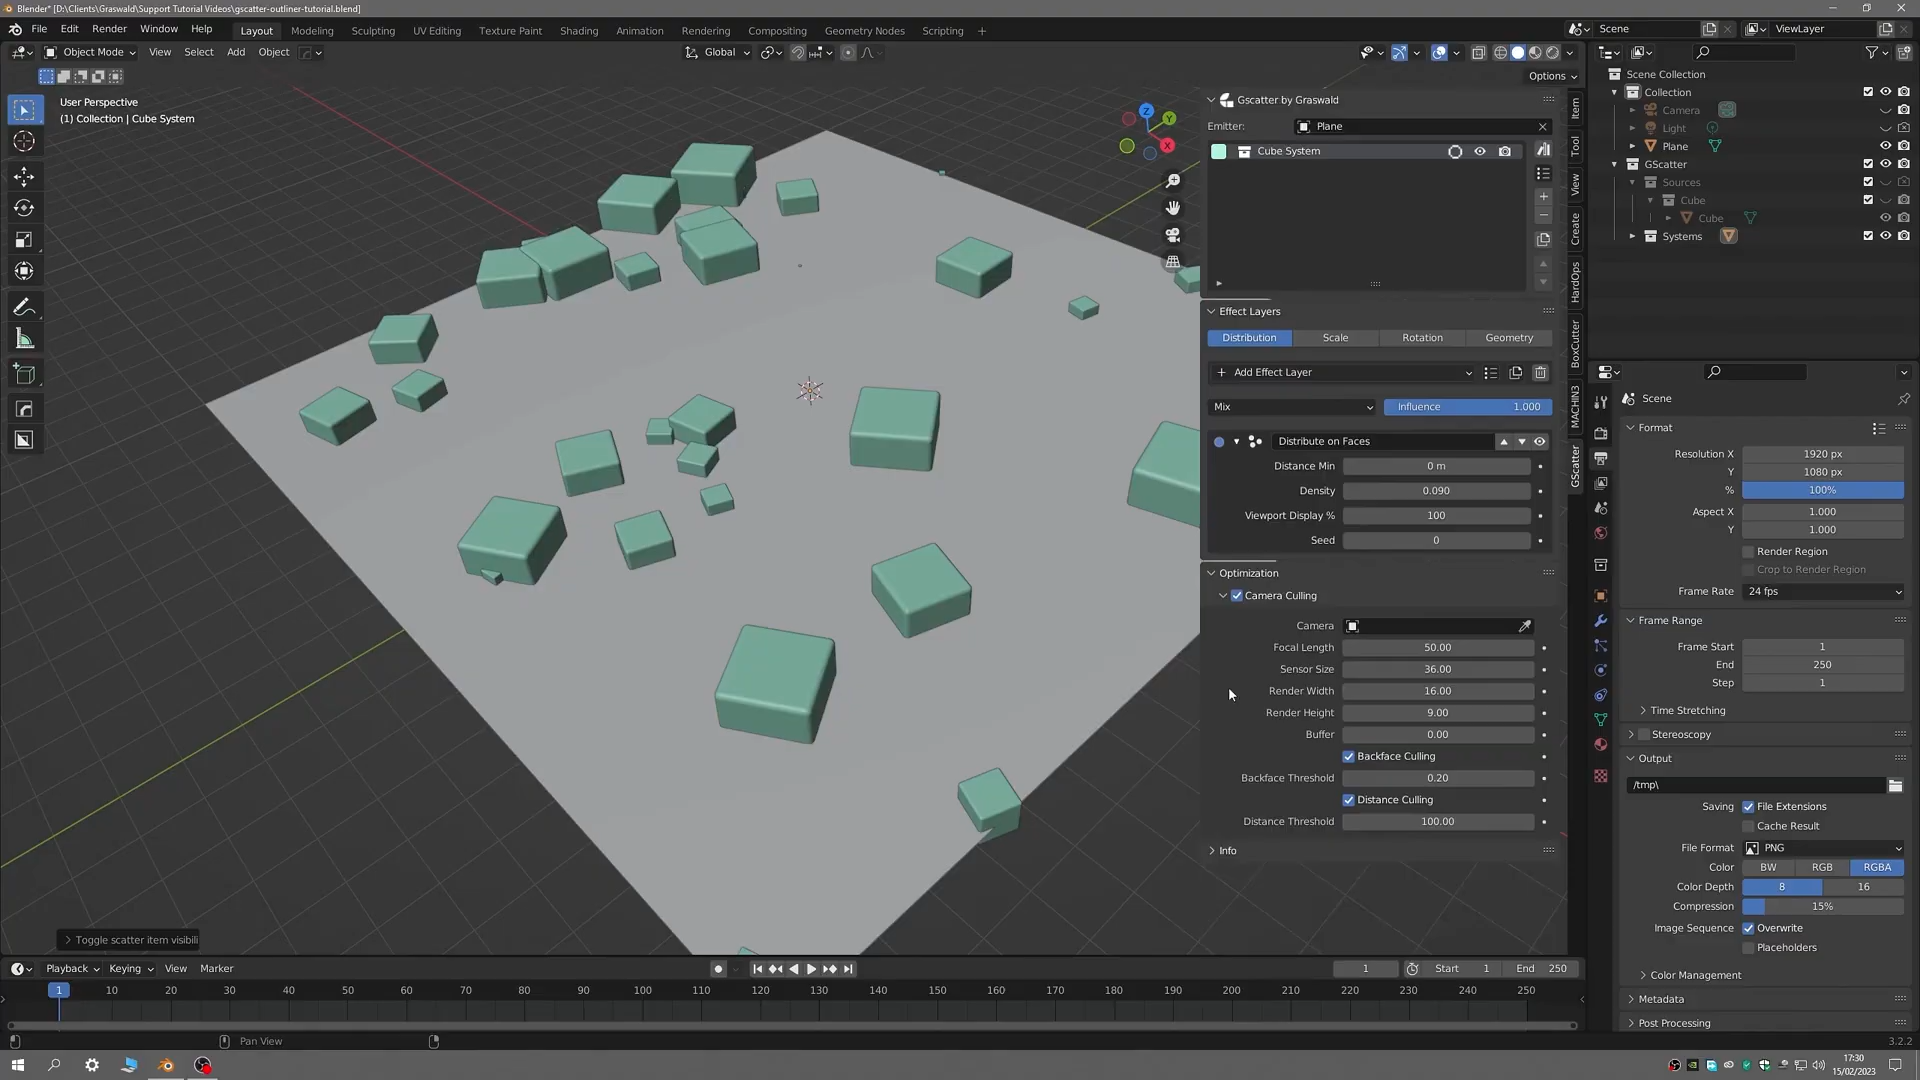 Blender* [D:\Clients\Graswald\Support Tutorial Videos\gscatter-outliner-tutorial.blend]
File Edit Render Window Help Layout Modeling Sculpting UV Editing Texture Paint Shading Animation Rendering Compositing Geometry Nodes Scripting + Scene ViewLayer
Object Mode View Select Add Object Global
Options
User Perspective
(1) Collection | Cube System
Z
Y
X
Gscatter by Graswald
Emitter: Plane
Cube System
Effect Layers
Distribution Scale Rotation Geometry
+ Add Effect Layer
Mix Influence 1.000
Distribute on Faces
Distance Min 0 m
Density 0.090
Viewport Display % 100
Seed 0
Optimization
Camera Culling
Camera
Focal Length 50.00
Sensor Size 36.00
Render Width 16.00
Render Height 9.00
Buffer 0.00
Backface Culling
Backface Threshold 0.20
Distance Culling
Distance Threshold 100.00
Info
Item
Tool
View
Create
HardOps
BoxCutter
MACHIN3
GScatter
Scene Collection
Collection
Camera
Light
Plane
GScatter
Sources
Cube
Cube
Systems
Scene
Format
Resolution X 1920 px
Y 1080 px
% 100%
Aspect X 1.000
Y 1.000
Render Region
Crop to Render Region
Frame Rate 24 fps
Frame Range
Frame Start 1
End 250
Step 1
Time Stretching
Stereoscopy
Output
/tmp\
Saving File Extensions
Cache Result
File Format PNG
Color BW RGB RGBA
Color Depth 8 16
Compression 15%
Image Sequence Overwrite
Placeholders
Color Management
Metadata
Post Processing
Toggle scatter item visibili
Playback Keying View Marker 1 Start 1 End 250
1 10 20 30 40 50 60 70 80 90 100 110 120 130 140 150 160 170 180 190 200 210 220 230 240 250
Pan View 3.2.2
17:30
15/02/2023